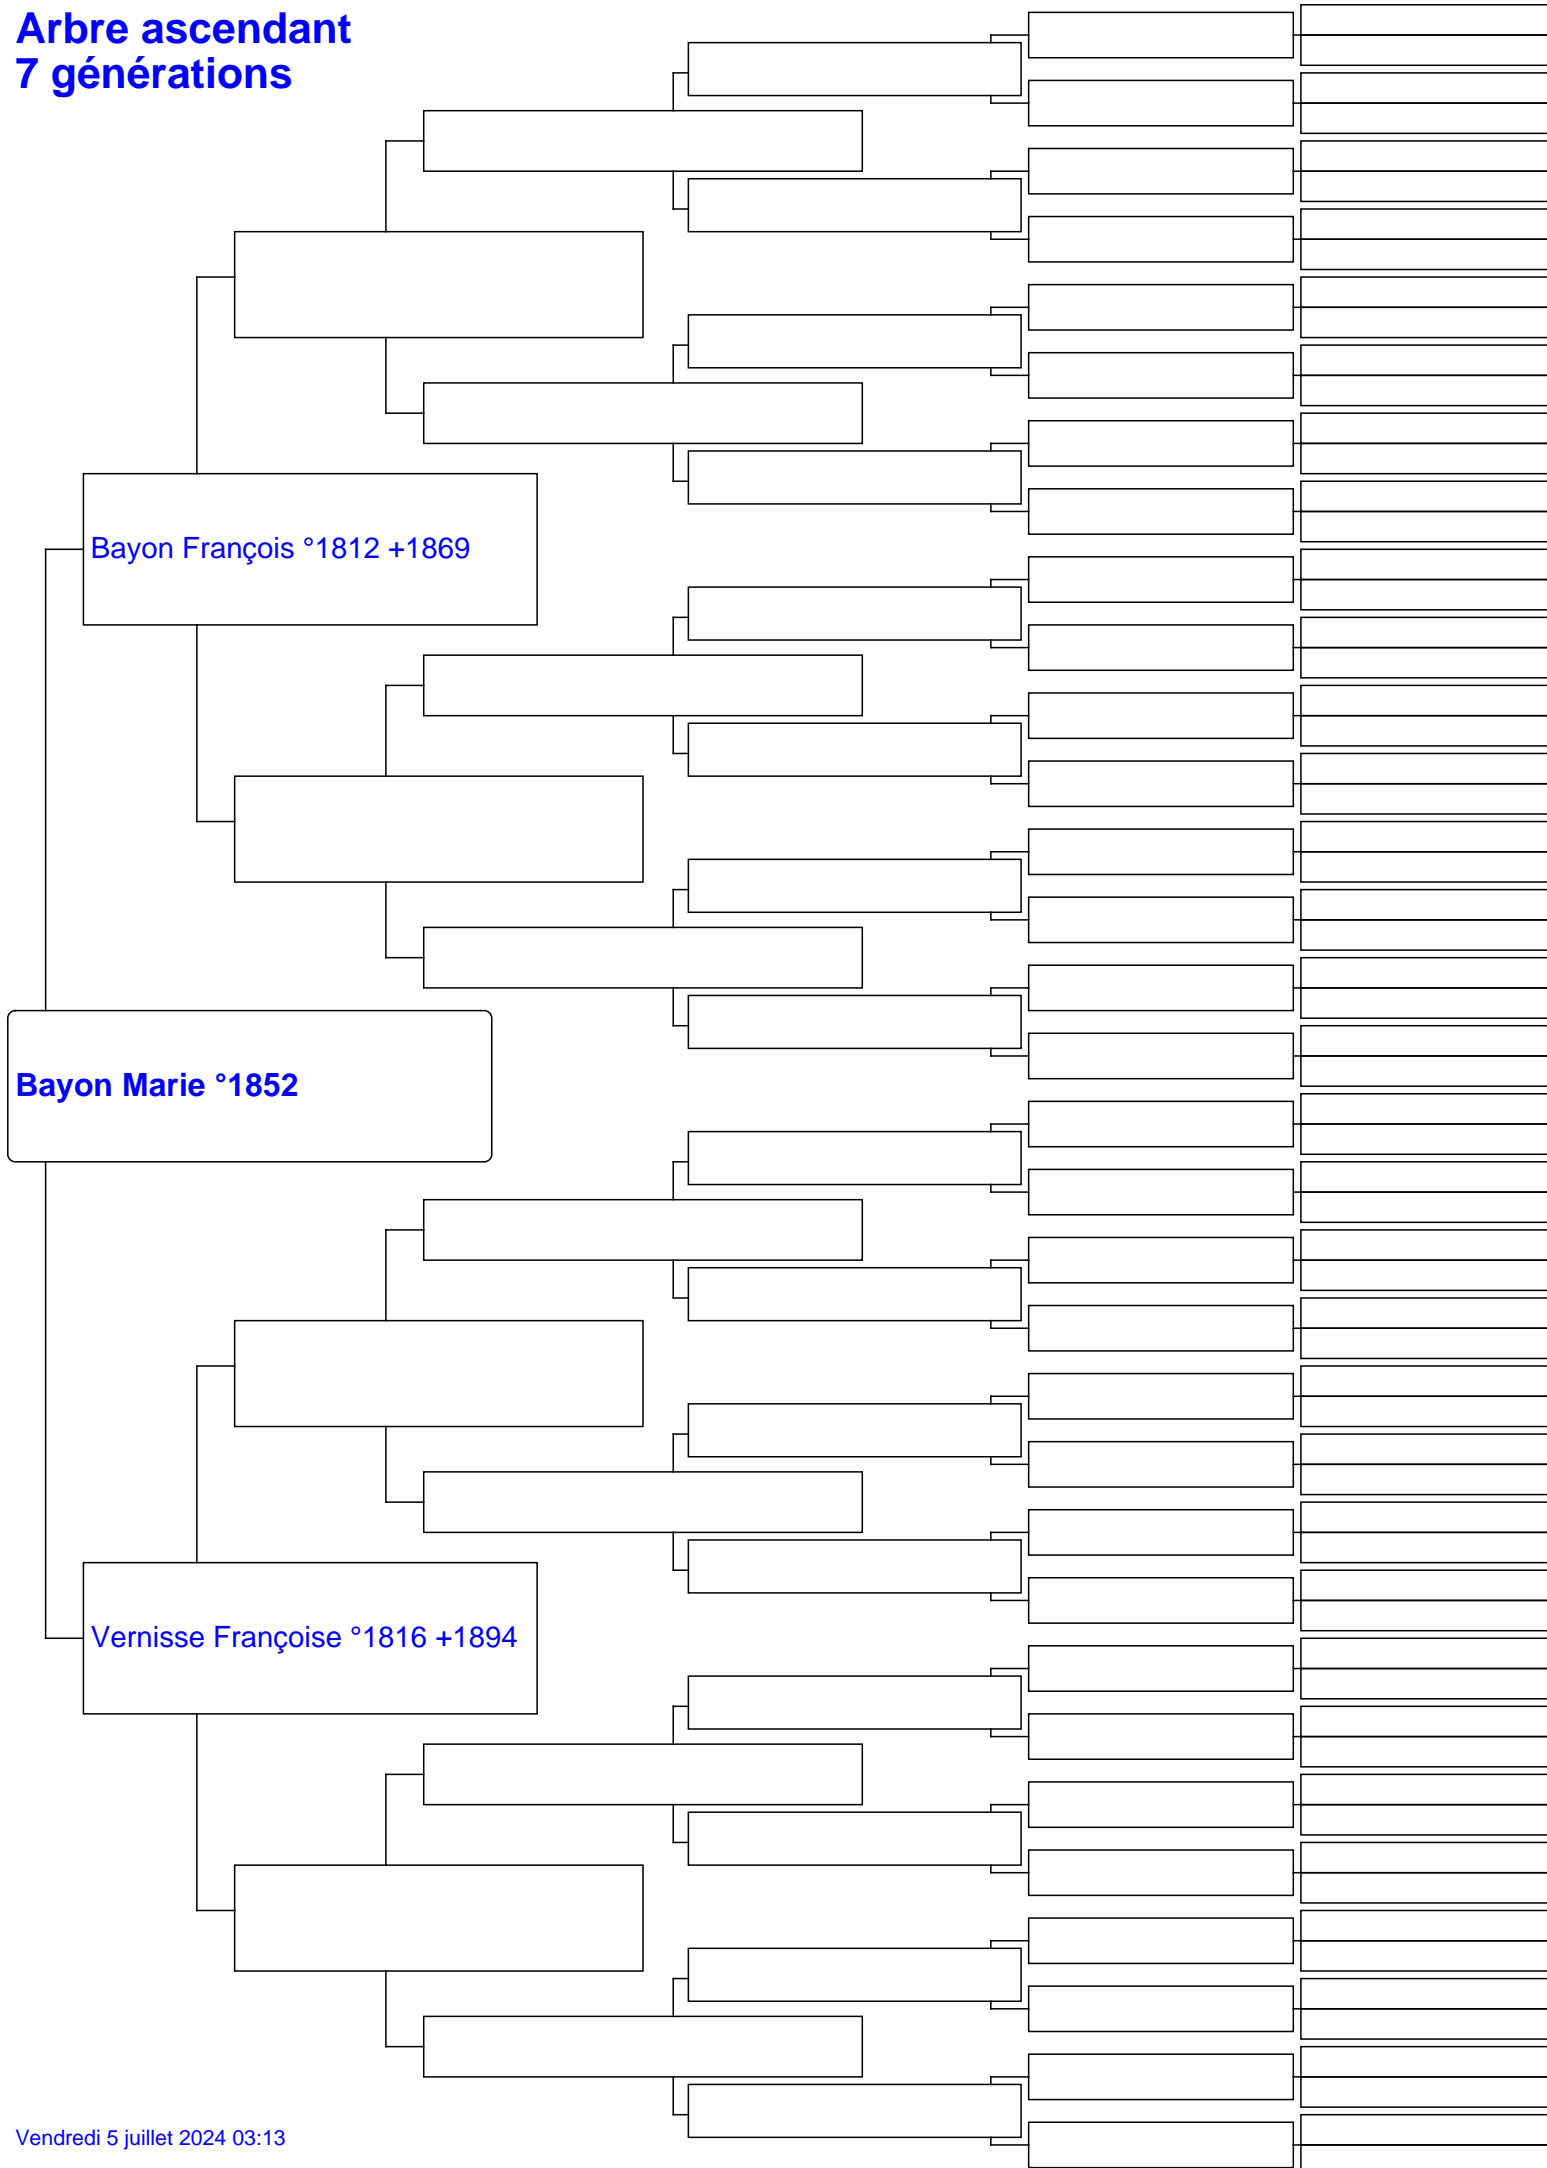 Arbre ascendant
7 générations
Bayon François °1812 +1869
Bayon Marie °1852
Vernisse Françoise °1816 +1894
Vendredi 5 juillet 2024 03:13